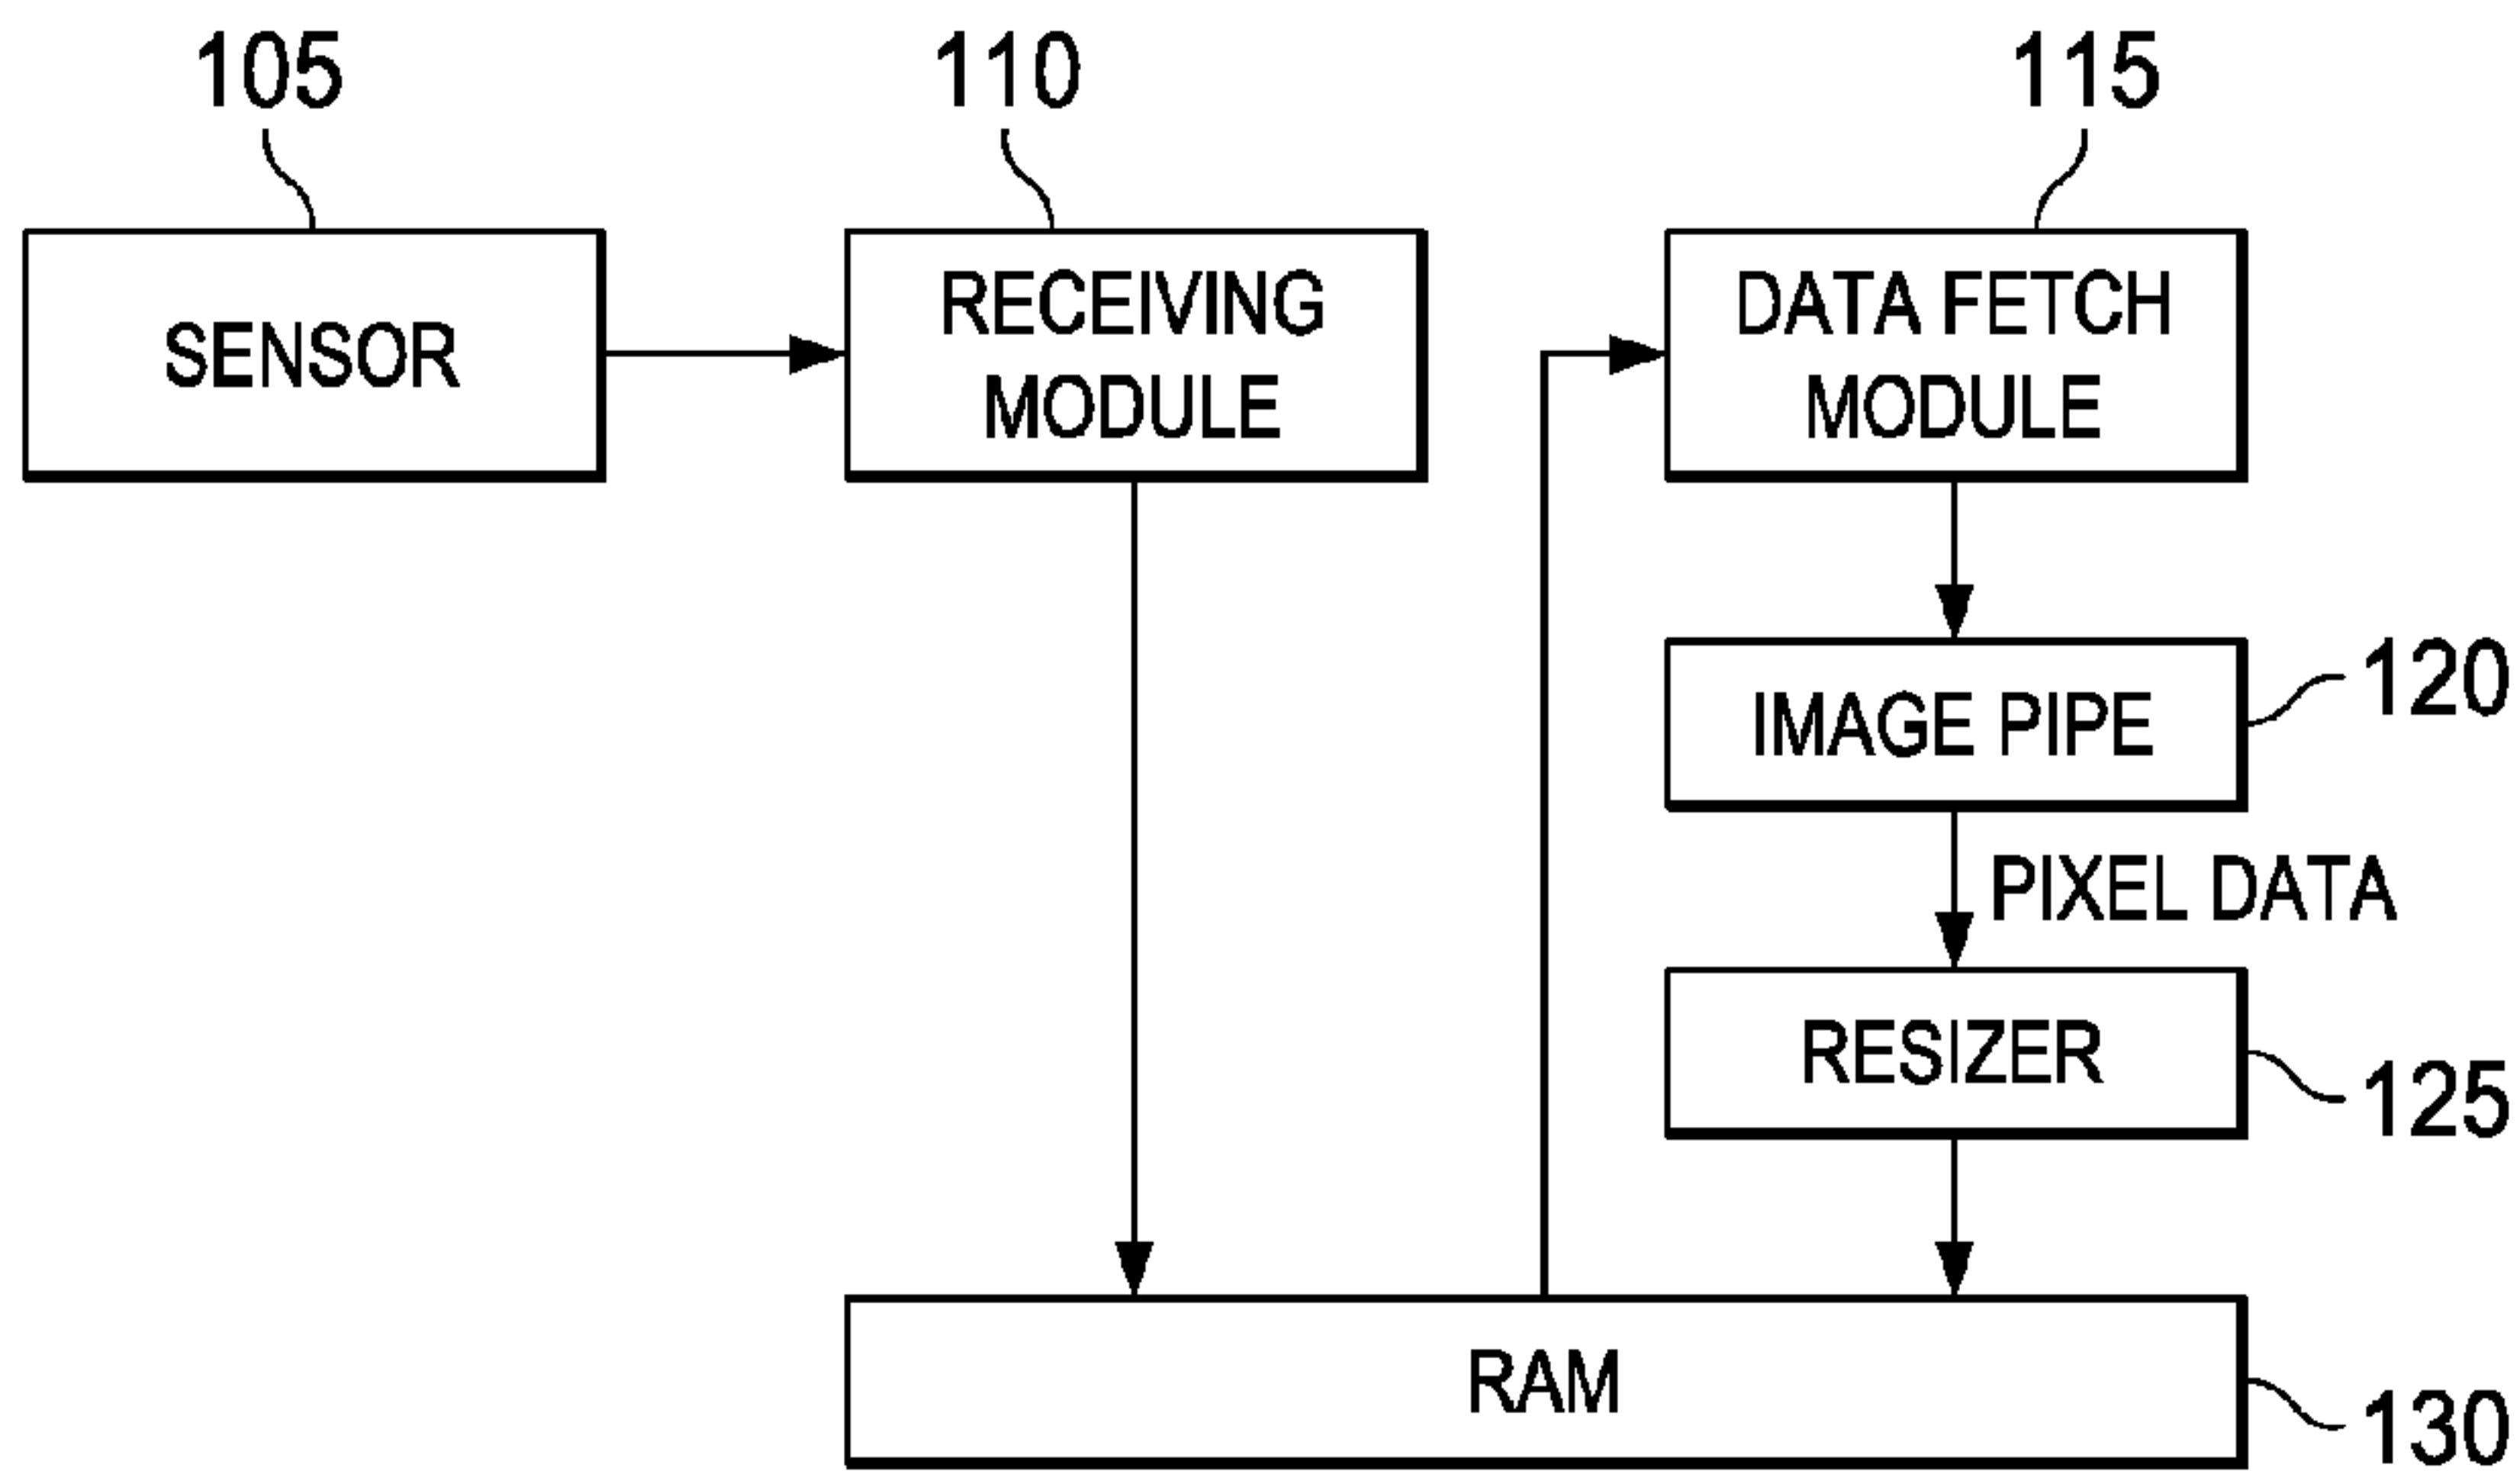 105
110
115
SENSOR
RECEIVING
MODULE
DATA FETCH
MODULE
IMAGE PIPE
120
PIXEL DATA
RESIZER
125
RAM
130